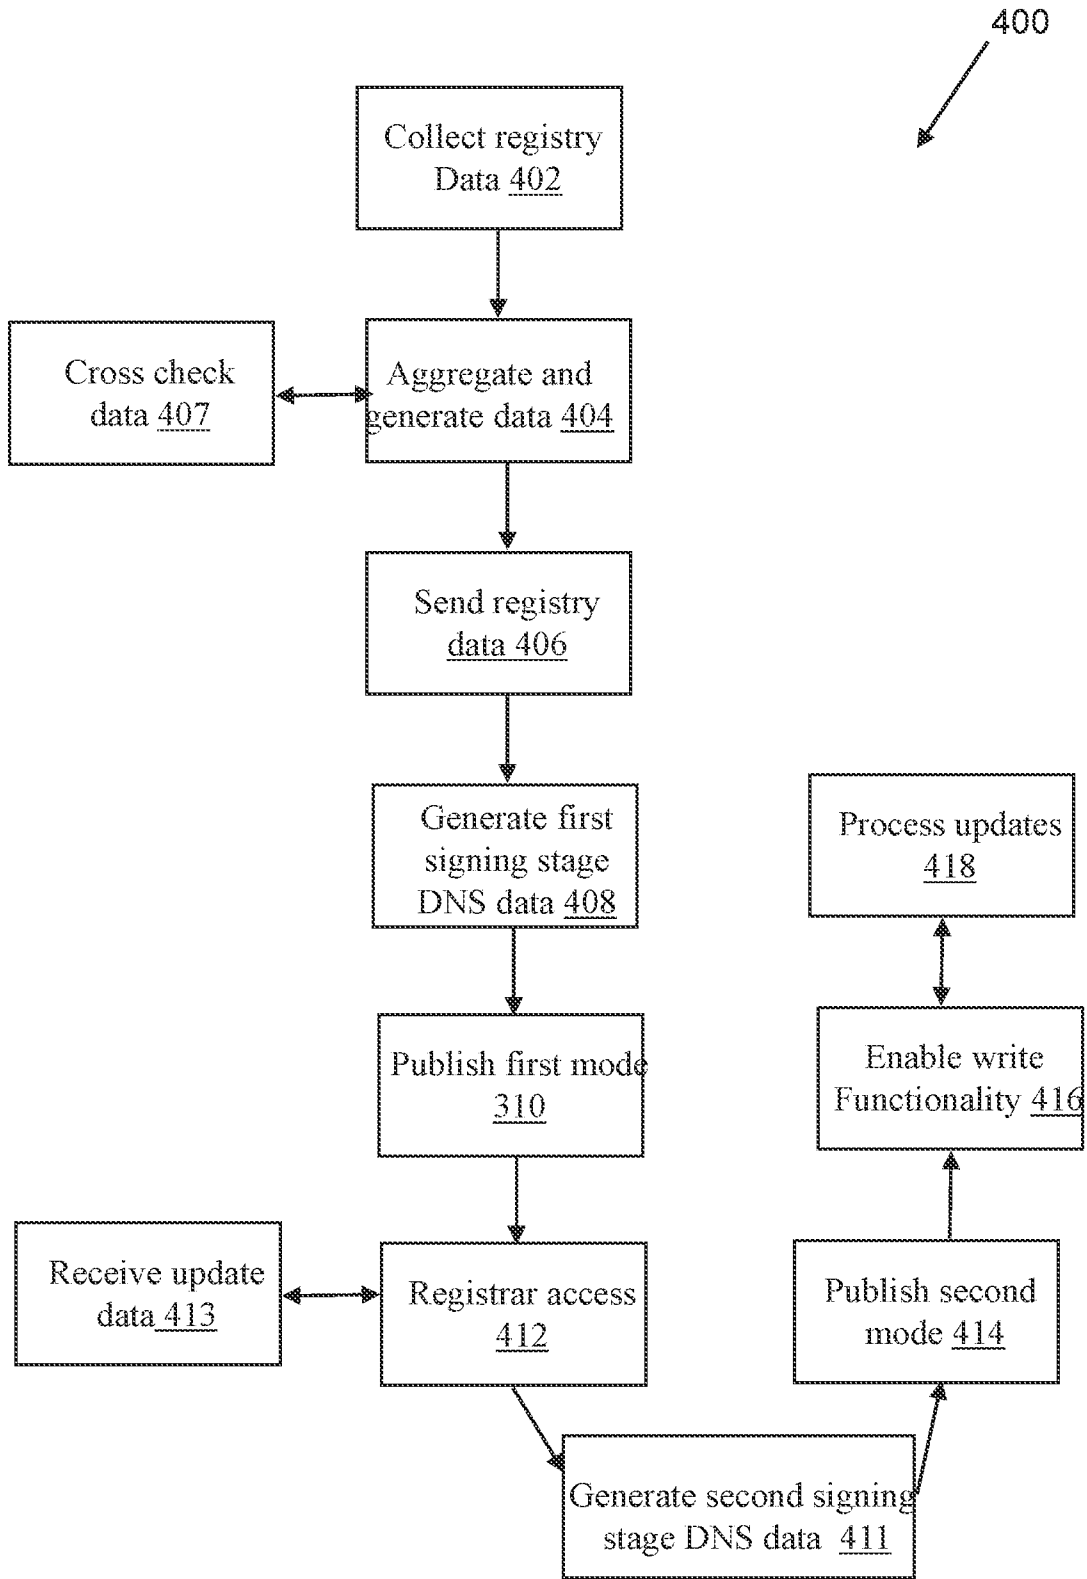 400
Collect registry
Data 402
Cross check
data 407
Aggregate and
generate data 404
Send registry
data 406
Generate first
signing stage
DNS data 408
Process updates
418
Publish first mode
310
Enable write
Functionality 416
Receive update
data 413
Registrar access
412
Publish second
mode 414
Generate second signing
stage DNS data 411